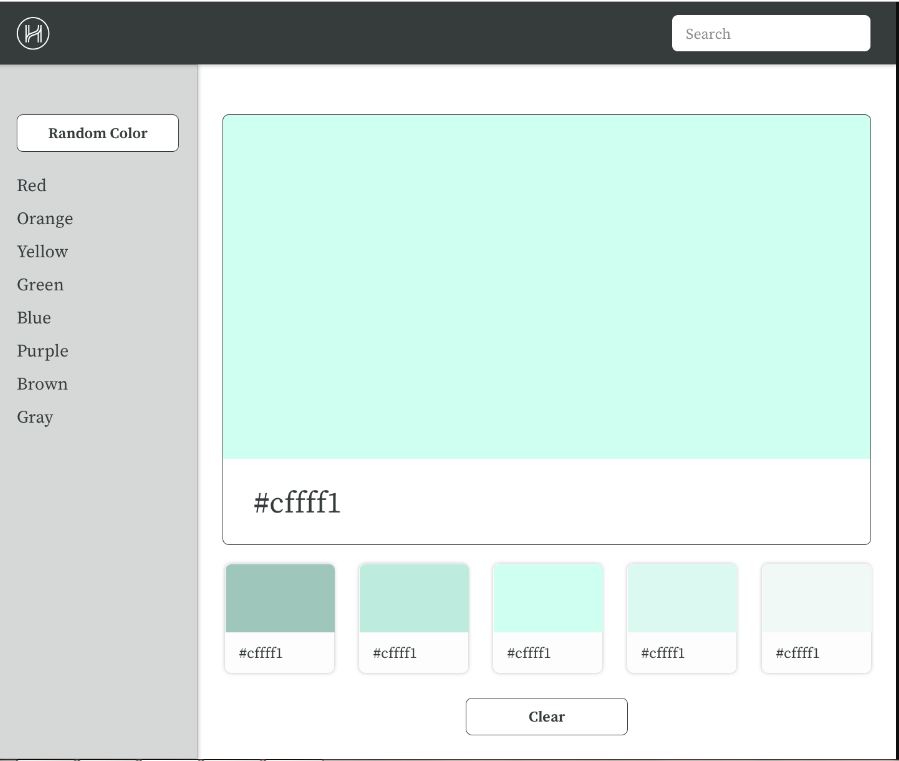 Search
Random Color
Red
Orange
Yellow
Green
Blue
Purple
Brown
Gray
#cffff1
#cffff1
#cffff1
#cffff1
#cffff1
#cffff1
Clear